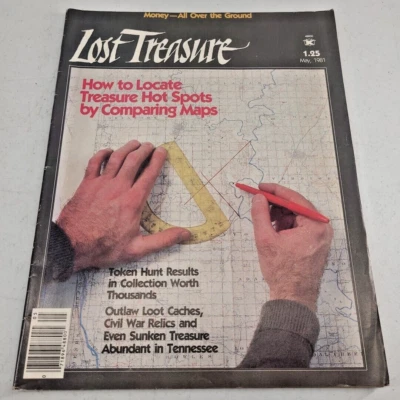 Money—All Over the Ground
Lost Treasure
1.25
May, 1981
How to Locate
Treasure Hot Spots
by Comparing Maps
Token Hunt Results
in Collection Worth
Thousands
Outlaw Loot Caches,
Civil War Relics and
Even Sunken Treasure
Abundant in Tennessee